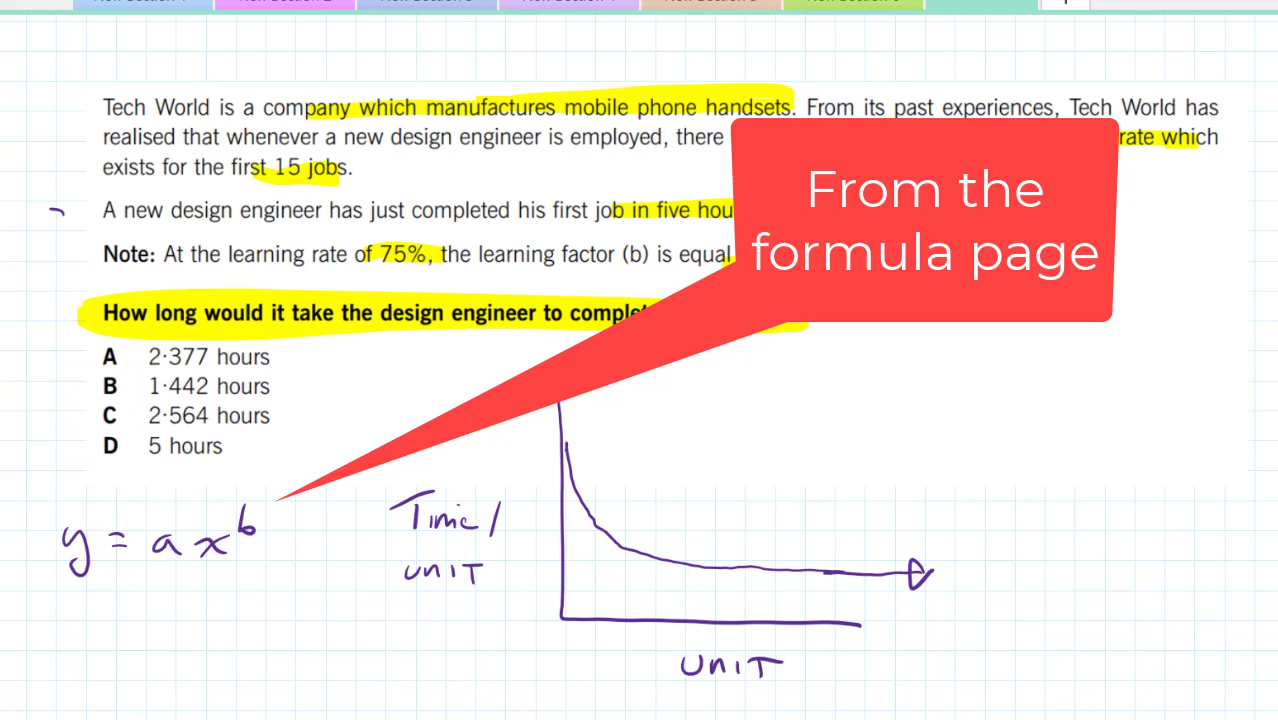 Tech World is a company which manufactures mobile phone handsets. From its past experiences, Tech World has
realised that whenever a new design engineer is employed, there rate which
exists for the first 15 jobs.
A new design engineer has just completed his first job in five hou
Note: At the learning rate of 75%, the learning factor (b) is equal
How long would it take the design engineer to comple
A 2·377 hours
B 1·442 hours
C 2·564 hours
D 5 hours
From the
formula page
y = ax^b
Time/
UNIT
UNIT